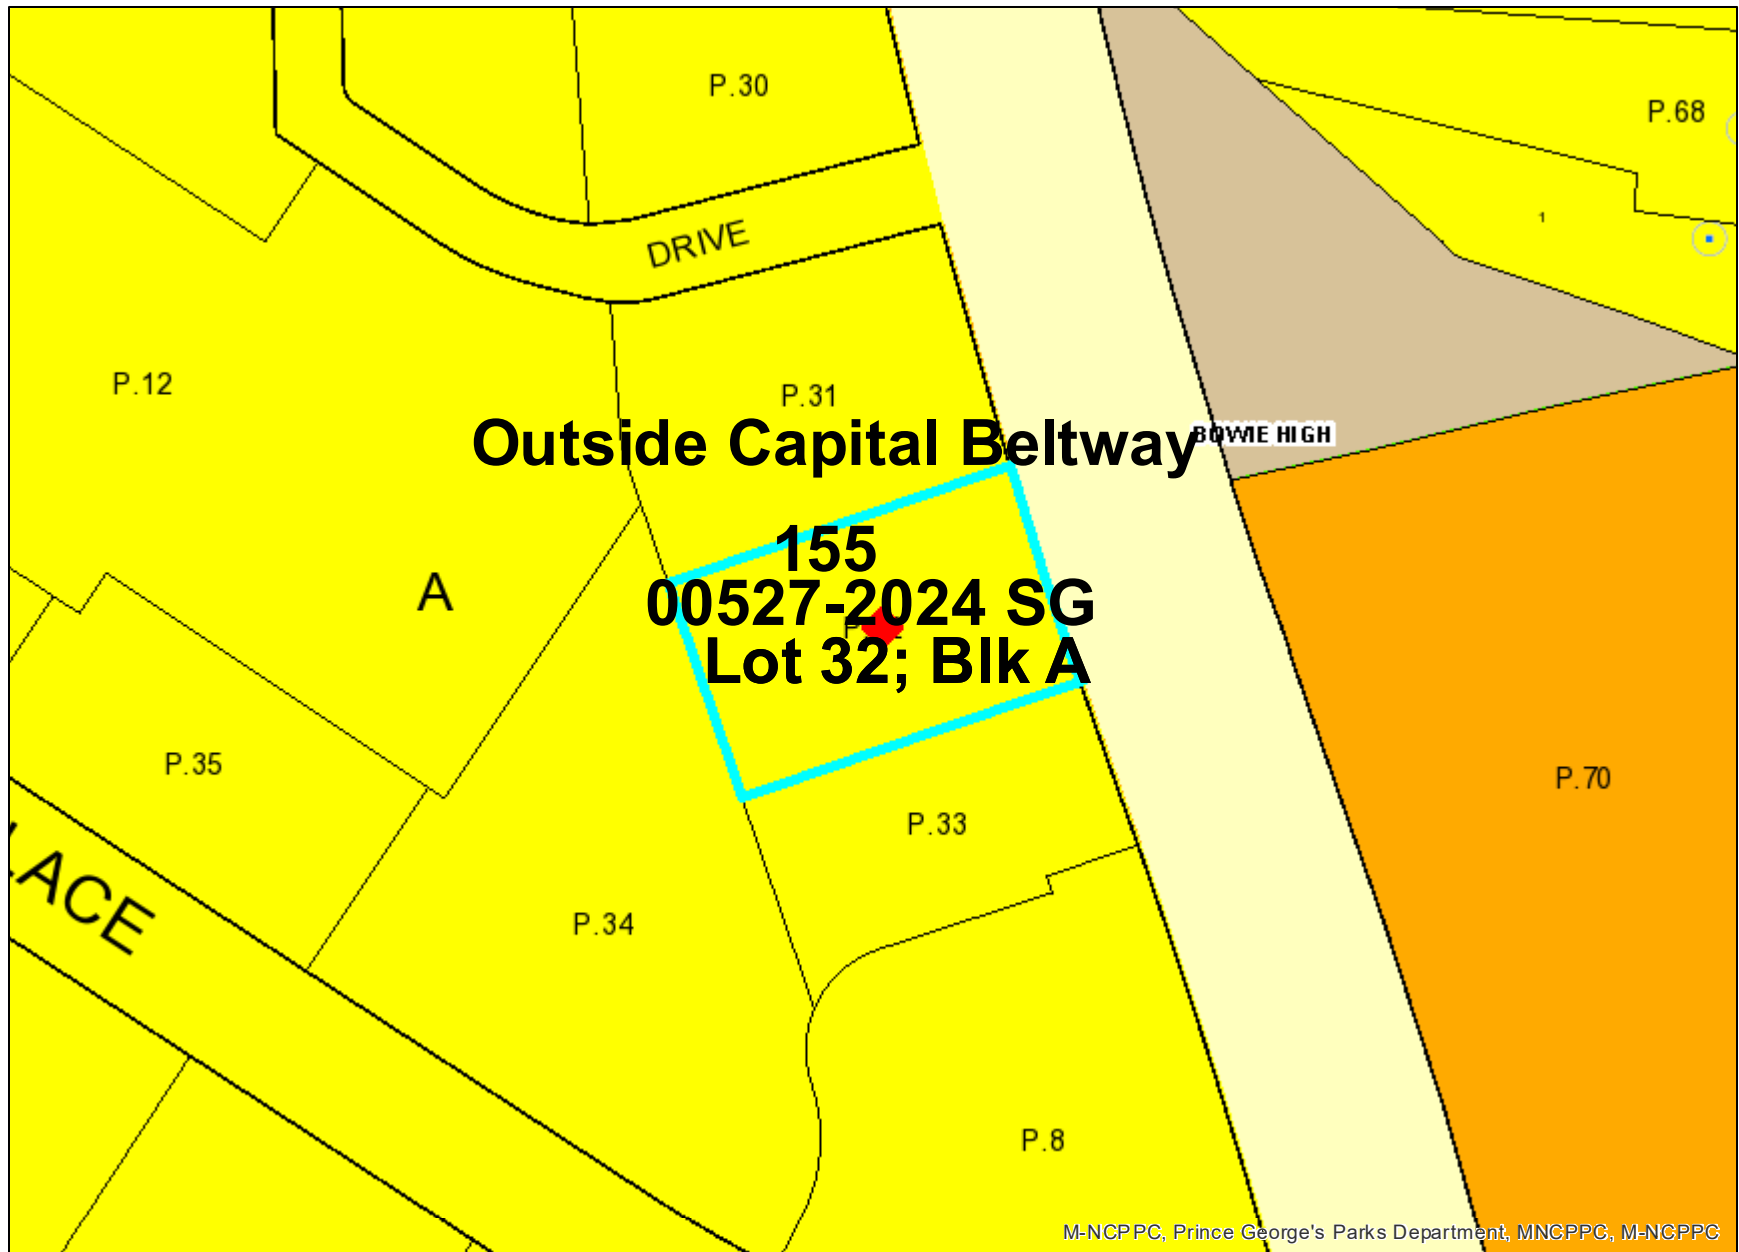 P.30
P.68
1
DRIVE
P.12
P.31
Outside Capital Beltway
BOWIE HIGH
155
A
00527-2024 SG
Lot 32; Blk A
P.35
P.70
P.33
LACE
P.34
P.8
M-NCPPC, Prince George's Parks Department, MNCPPC, M-NCPPC